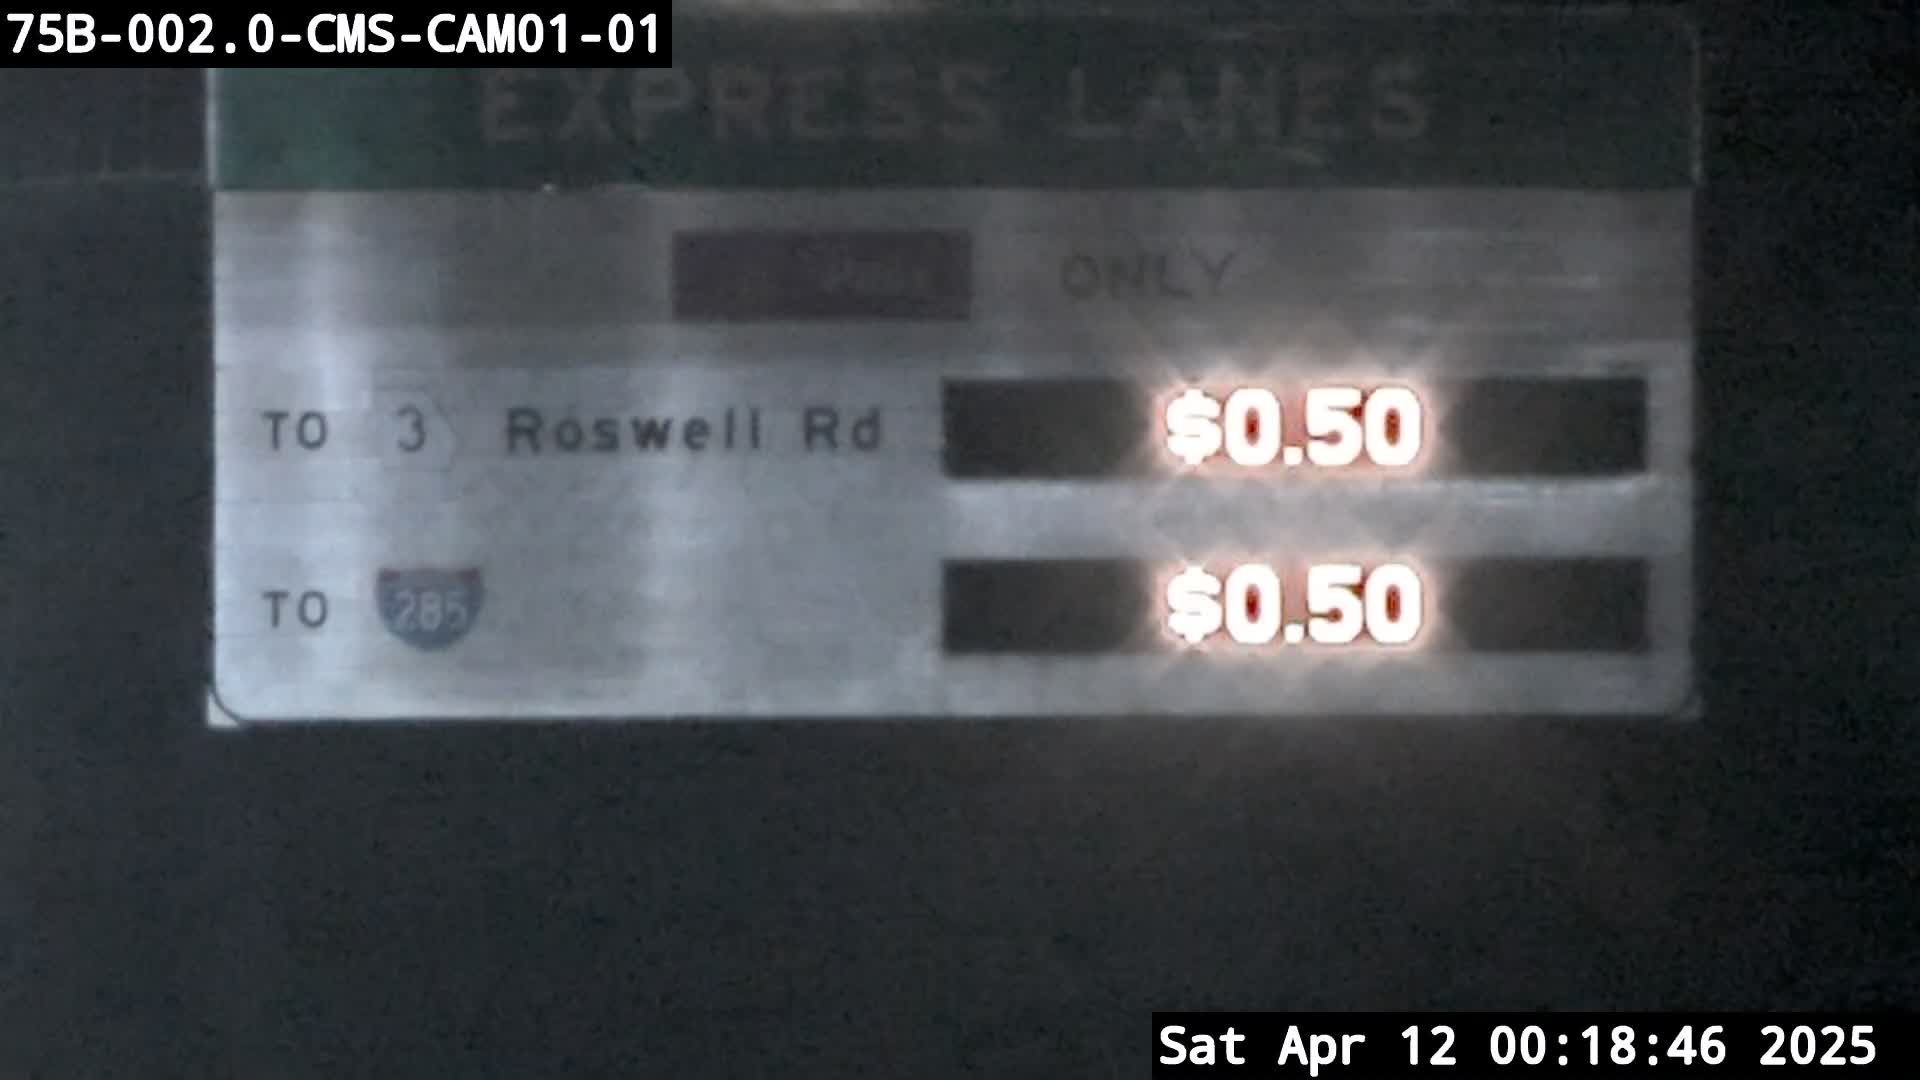 75B-002.0-CMS-CAM01-01
EXPRESS LANES
ONLY
TO 3 Roswell Rd $0.50
TO 285 $0.50
Sat Apr 12 00:18:46 2025